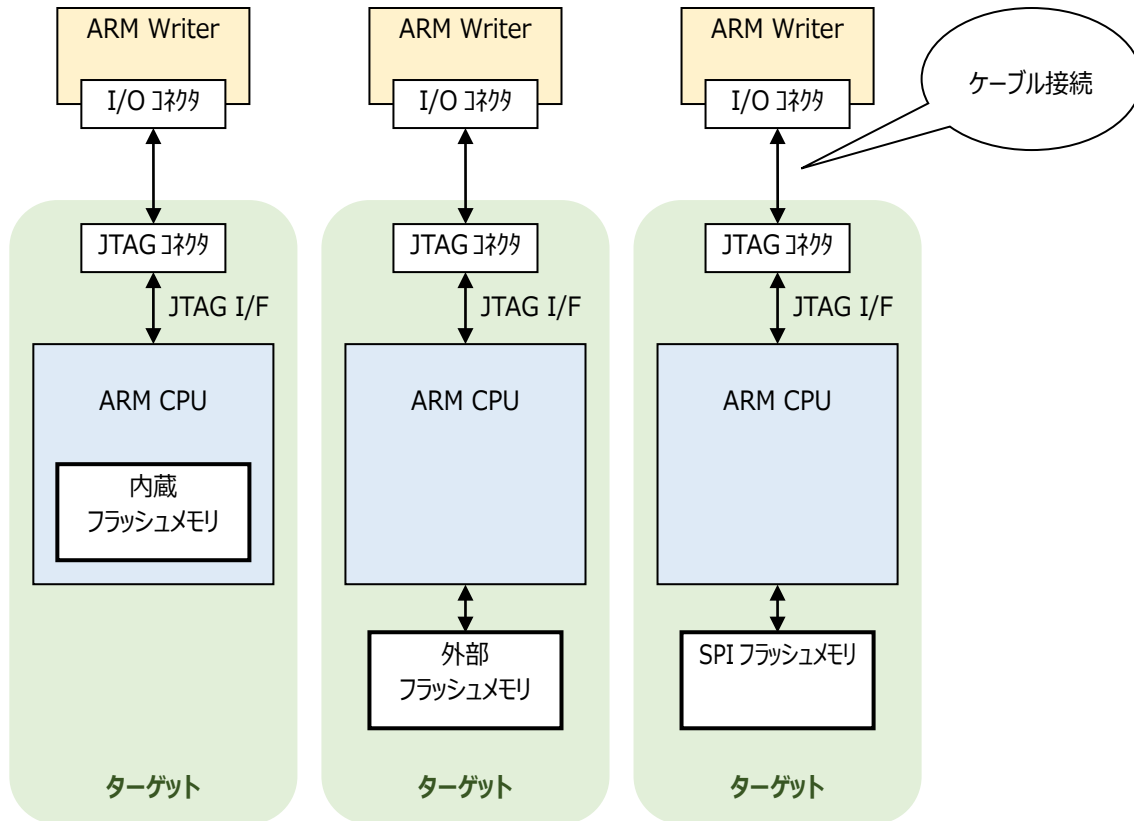 ARM Writer
I/O コネクタ
JTAG コネクタ
JTAG I/F
ARM CPU
内蔵
フラッシュメモリ
ターゲット
ARM Writer
I/O コネクタ
JTAG コネクタ
JTAG I/F
ARM CPU
外部
フラッシュメモリ
ターゲット
ARM Writer
I/O コネクタ
JTAG コネクタ
JTAG I/F
ARM CPU
SPI フラッシュメモリ
ターゲット
ケーブル接続